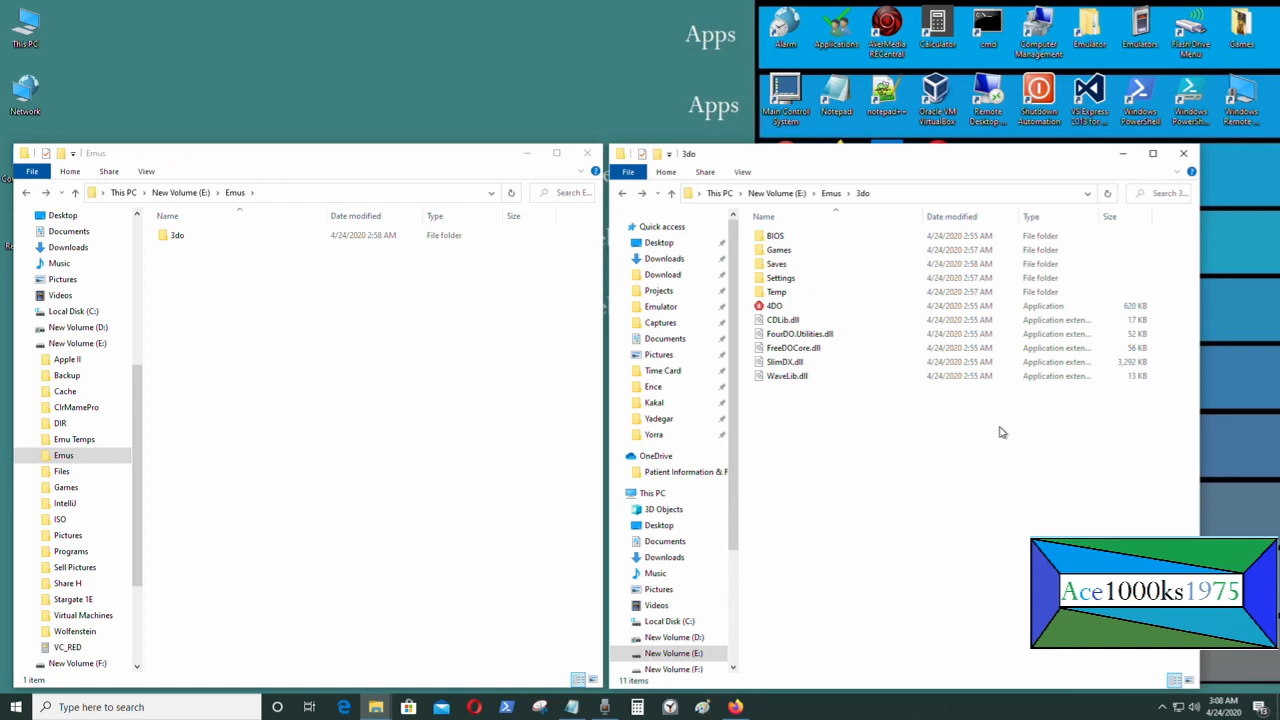 This PC
Network
Apps
Apps
Alarm
Applications
AverMedia RECentral
Calculator
cmd
Computer Management
Emulator
Emulators
Flash Drive Menu
Games
Main Control System
Notepad
notepad++
Oracle VM VirtualBox
Remote Desktop ...
Shutdown Automation
VS Express 2013 for ...
Windows PowerShell
Windows PowerSh...
Windows Remote ...
Emus
File Home Share View
This PC > New Volume (E:) > Emus >
Search E...
Name Date modified Type Size
3do 4/24/2020 2:58 AM File folder
Desktop
Documents
Downloads
Music
Pictures
Videos
Local Disk (C:)
New Volume (D:)
New Volume (E:)
Apple II
Backup
Cache
ClrMamePro
DIR
Emu Temps
Emus
Files
Games
IntelliJ
ISO
Pictures
Programs
Sell Pictures
Share H
Stargate 1E
Virtual Machines
Wolfenstein
VC_RED
New Volume (F:)
1 item
3do
File Home Share View
This PC > New Volume (E:) > Emus > 3do
Search 3...
Name Date modified Type Size
BIOS 4/24/2020 2:55 AM File folder
Games 4/24/2020 2:57 AM File folder
Saves 4/24/2020 2:58 AM File folder
Settings 4/24/2020 2:57 AM File folder
Temp 4/24/2020 2:57 AM File folder
4DO 4/24/2020 2:55 AM Application 620 KB
CDLib.dll 4/24/2020 2:55 AM Application exten... 17 KB
FourDO.Utilities.dll 4/24/2020 2:55 AM Application exten... 52 KB
FreeDOCore.dll 4/24/2020 2:55 AM Application exten... 56 KB
SlimDX.dll 4/24/2020 2:55 AM Application exten... 3,292 KB
WaveLib.dll 4/24/2020 2:55 AM Application exten... 13 KB
Quick access
Desktop
Downloads
Download
Projects
Emulator
Captures
Documents
Pictures
Time Card
Ence
Kakal
Yadegar
Yorra
OneDrive
Patient Information & F
This PC
3D Objects
Desktop
Documents
Downloads
Music
Pictures
Videos
Local Disk (C:)
New Volume (D:)
New Volume (E:)
New Volume (F:)
11 items
Ace1000ks1975
Type here to search
3:08 AM
4/24/2020
13